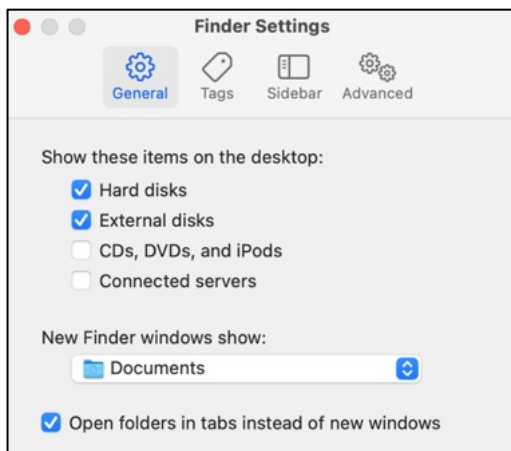 Finder Settings
General Tags Sidebar Advanced
Show these items on the desktop:
Hard disks
External disks
CDs, DVDs, and iPods
Connected servers
New Finder windows show:
Documents
Open folders in tabs instead of new windows